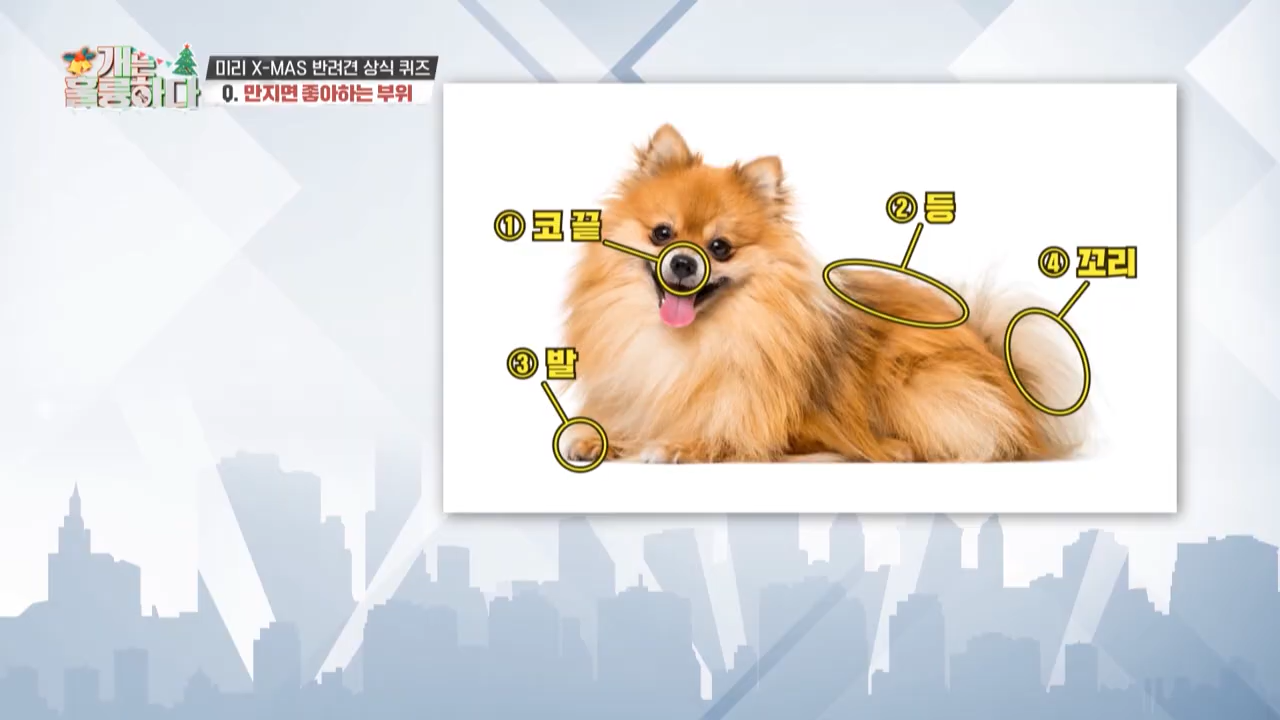 개는
훌륭하다
미리 X-MAS 반려견 상식 퀴즈
Q. 만지면 좋아하는 부위
① 코 끝
② 등
③ 발
④ 꼬리